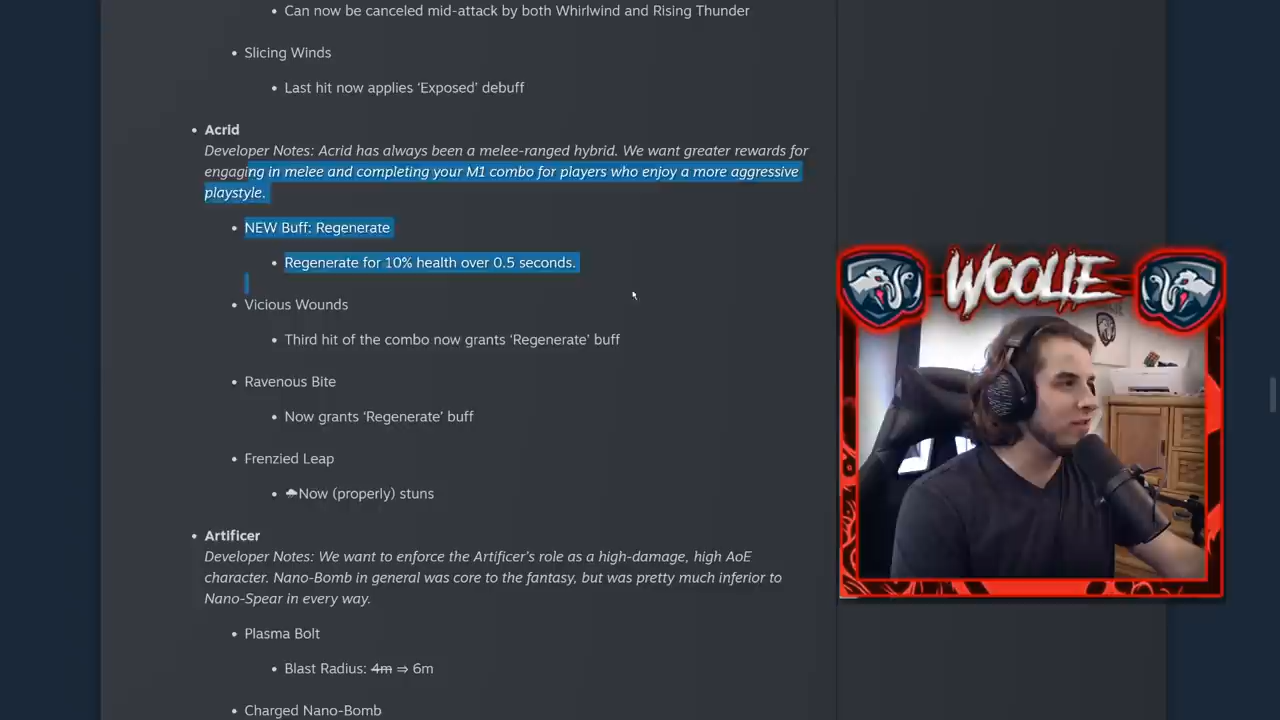 Can now be canceled mid-attack by both Whirlwind and Rising Thunder
Slicing Winds
Last hit now applies ‘Exposed’ debuff
Acrid
Developer Notes: Acrid has always been a melee-ranged hybrid. We want greater rewards for
engaging in melee and completing your M1 combo for players who enjoy a more aggressive
playstyle.
NEW Buff: Regenerate
Regenerate for 10% health over 0.5 seconds.
Vicious Wounds
Third hit of the combo now grants ‘Regenerate’ buff
Ravenous Bite
Now grants ‘Regenerate’ buff
Frenzied Leap
🌧Now (properly) stuns
Artificer
Developer Notes: We want to enforce the Artificer’s role as a high-damage, high AoE
character. Nano-Bomb in general was core to the fantasy, but was pretty much inferior to
Nano-Spear in every way.
Plasma Bolt
Blast Radius: 4m ⇒ 6m
Charged Nano-Bomb
WOOLIE